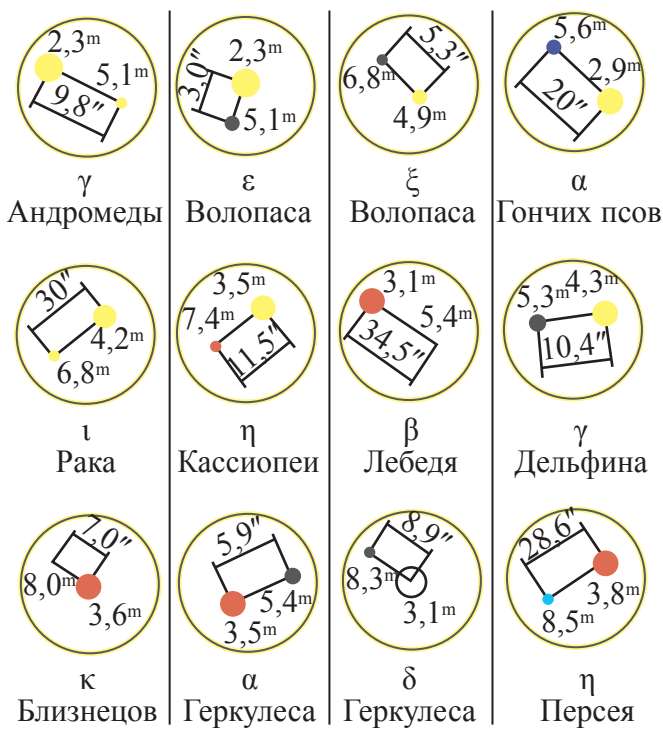 2,3ᵐ
5,1ᵐ
9,8″
γ
Андромеды
2,3ᵐ
3,0″
5,1ᵐ
ε
Волопаса
5,3″
6,8ᵐ
4,9ᵐ
ξ
Волопаса
5,6ᵐ
2,9ᵐ
20″
α
Гончих псов
30″
4,2ᵐ
6,8ᵐ
ι
Рака
3,5ᵐ
7,4ᵐ
11,5″
η
Кассиопеи
3,1ᵐ
5,4ᵐ
34,5″
β
Лебедя
4,3ᵐ
5,3ᵐ
10,4″
γ
Дельфина
7,0″
8,0ᵐ
3,6ᵐ
κ
Близнецов
5,9″
5,4ᵐ
3,5ᵐ
α
Геркулеса
8,9″
8,3ᵐ
3,1ᵐ
δ
Геркулеса
28,6″
3,8ᵐ
8,5ᵐ
η
Персея